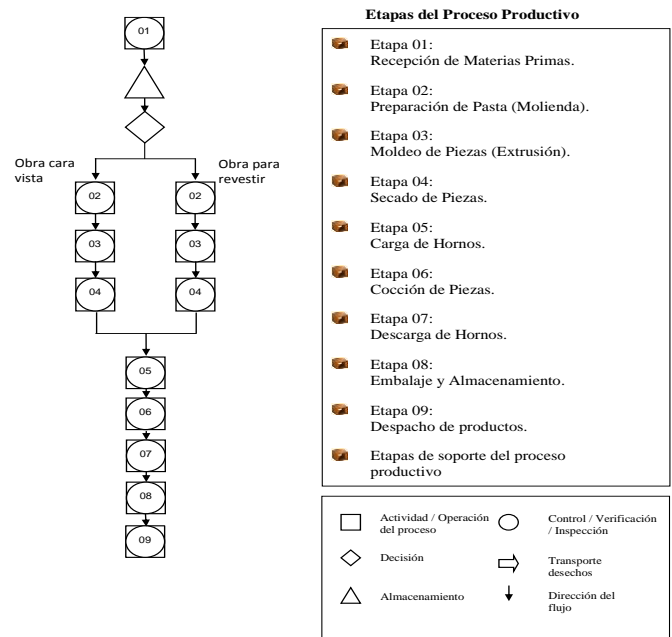 01
Obra cara
vista
Obra para
revestir
02
02
03
03
04
04
05
06
07
08
09
Etapas del Proceso Productivo
Etapa 01:
Recepción de Materias Primas.
Etapa 02:
Preparación de Pasta (Molienda).
Etapa 03:
Moldeo de Piezas (Extrusión).
Etapa 04:
Secado de Piezas.
Etapa 05:
Carga de Hornos.
Etapa 06:
Cocción de Piezas.
Etapa 07:
Descarga de Hornos.
Etapa 08:
Embalaje y Almacenamiento.
Etapa 09:
Despacho de productos.
Etapas de soporte del proceso
productivo
Actividad / Operación
del proceso
Control / Verificación
/ Inspección
Decisión
Transporte
desechos
Almacenamiento
Dirección del
flujo